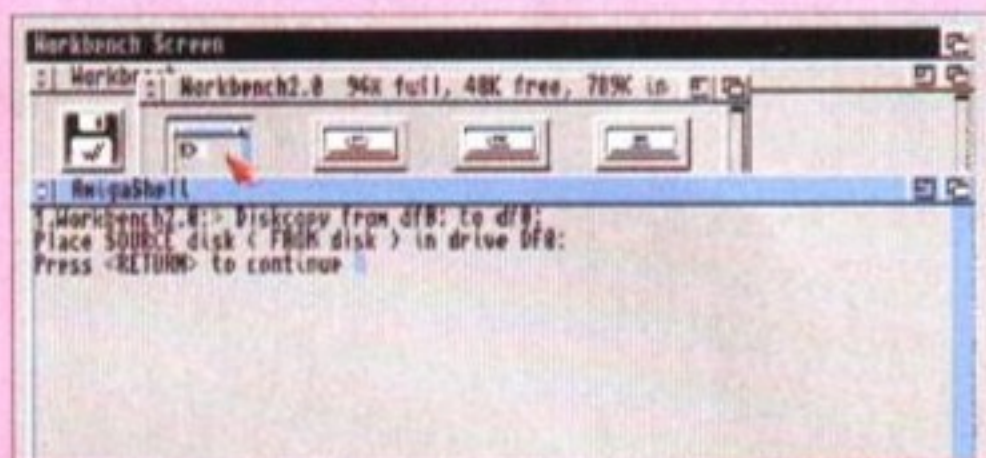 Workbench Screen
Workbench
Workbench2.0 94% full, 48K free, 789K in
AmigaShell
1.Workbench2.0:> Diskcopy from df0: to df0:
Place SOURCE disk ( FROM disk ) in drive DF0:
Press <RETURN> to continue